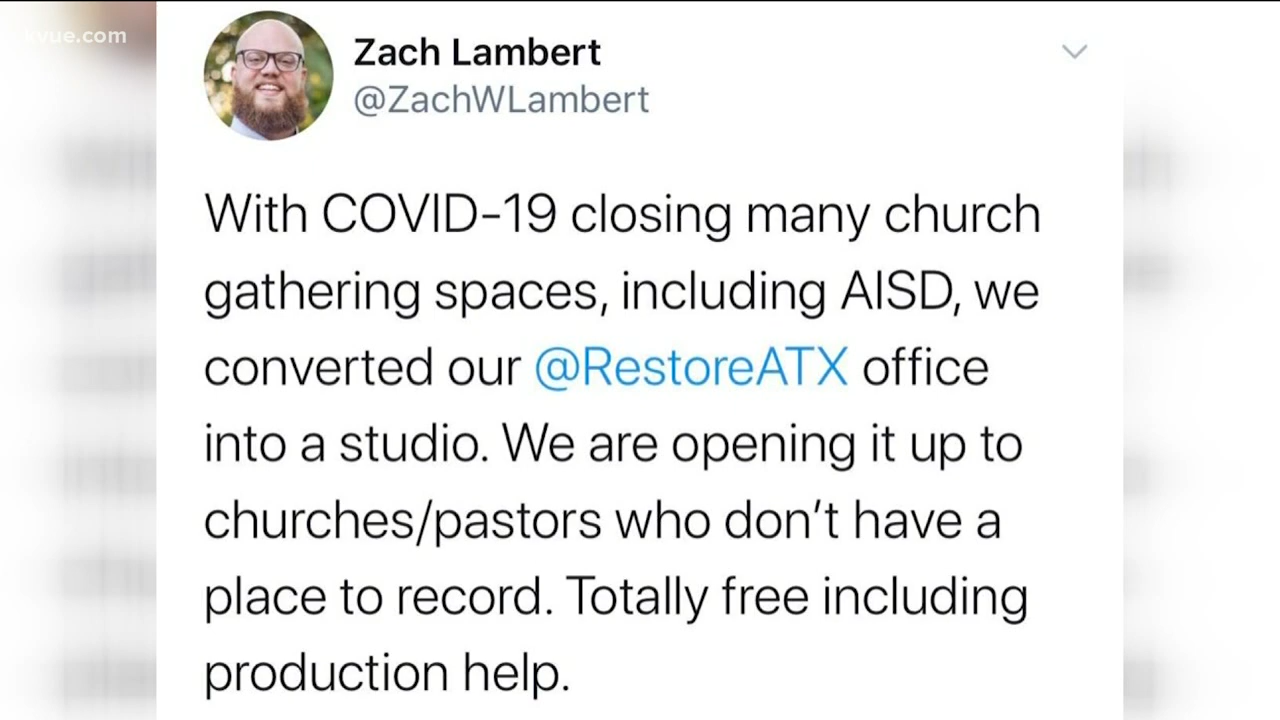 kvue.com
Zach Lambert
@ZachWLambert
With COVID-19 closing many church
gathering spaces, including AISD, we
converted our @RestoreATX office
into a studio. We are opening it up to
churches/pastors who don’t have a
place to record. Totally free including
production help.